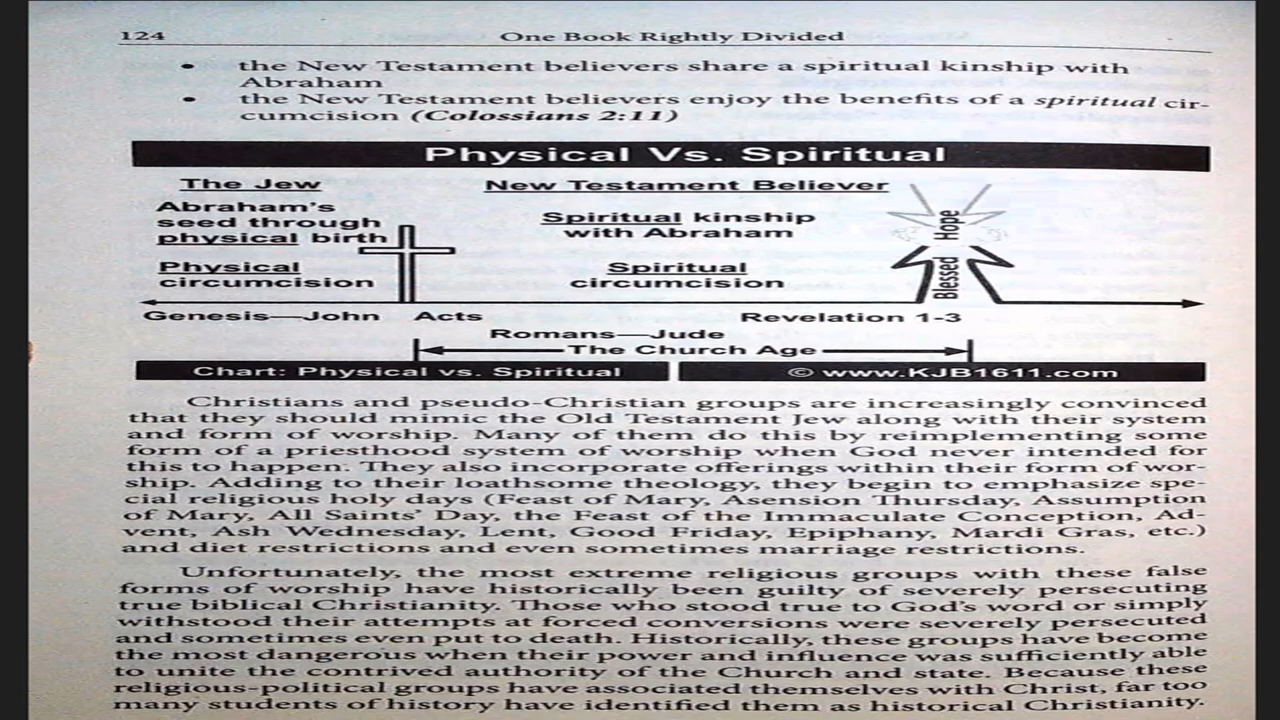 124 One Book Rightly Divided
• the New Testament believers share a spiritual kinship with
Abraham
• the New Testament believers enjoy the benefits of a spiritual cir-
cumcision (Colossians 2:11)
Physical Vs. Spiritual
The Jew
Abraham's
seed through
physical birth
Physical
circumcision
New Testament Believer
Spiritual kinship
with Abraham
Spiritual
circumcision
Blessed Hope
Genesis—John Acts Revelation 1-3
Romans—Jude
The Church Age
Chart: Physical vs. Spiritual © www.KJB1611.com
Christians and pseudo-Christian groups are increasingly convinced
that they should mimic the Old Testament Jew along with their system
and form of worship. Many of them do this by reimplementing some
form of a priesthood system of worship when God never intended for
this to happen. They also incorporate offerings within their form of wor-
ship. Adding to their loathsome theology, they begin to emphasize spe-
cial religious holy days (Feast of Mary, Asension Thursday, Assumption
of Mary, All Saints' Day, the Feast of the Immaculate Conception, Ad-
vent, Ash Wednesday, Lent, Good Friday, Epiphany, Mardi Gras, etc.)
and diet restrictions and even sometimes marriage restrictions.
Unfortunately, the most extreme religious groups with these false
forms of worship have historically been guilty of severely persecuting
true biblical Christianity. Those who stood true to God's word or simply
withstood their attempts at forced conversions were severely persecuted
and sometimes even put to death. Historically, these groups have become
the most dangerous when their power and influence was sufficiently able
to unite the contrived authority of the Church and state. Because these
religious-political groups have associated themselves with Christ, far too
many students of history have identified them as historical Christianity.